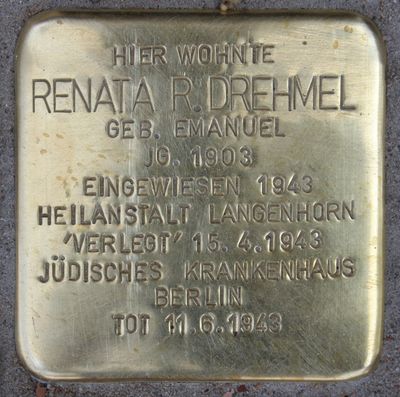 HIER WOHNTE
RENATA R. DREHMEL
GEB. EMANUEL
JG. 1903
EINGEWIESEN 1943
HEILANSTALT LANGENHORN
'VERLEGT' 15.4.1943
JÜDISCHES KRANKENHAUS
BERLIN
TOT 11.6.1943